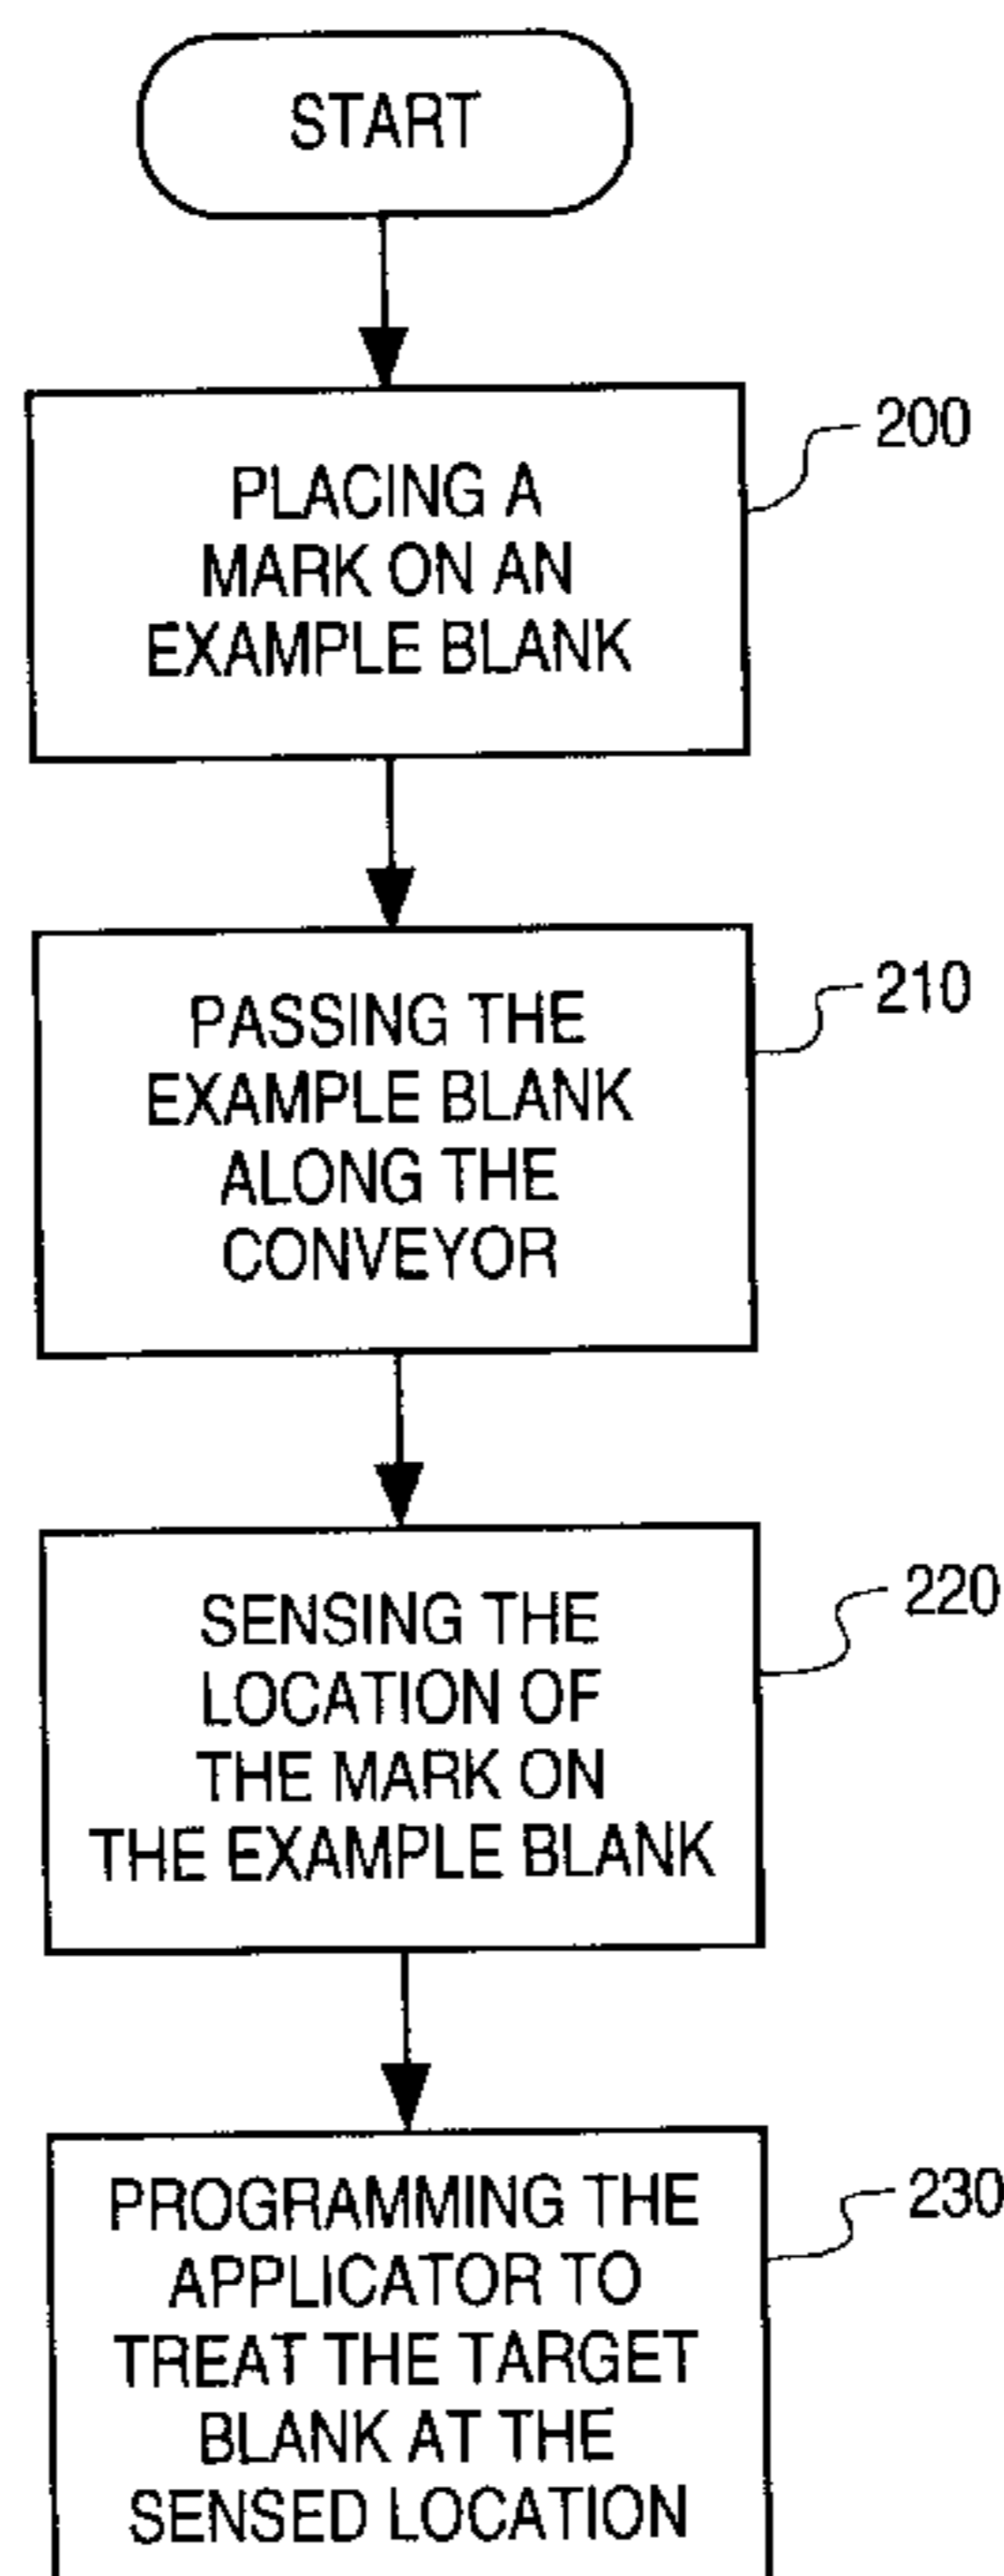 START
200
PLACING A
MARK ON AN
EXAMPLE BLANK
210
PASSING THE
EXAMPLE BLANK
ALONG THE
CONVEYOR
220
SENSING THE
LOCATION OF
THE MARK ON
THE EXAMPLE BLANK
230
PROGRAMMING THE
APPLICATOR TO
TREAT THE TARGET
BLANK AT THE
SENSED LOCATION